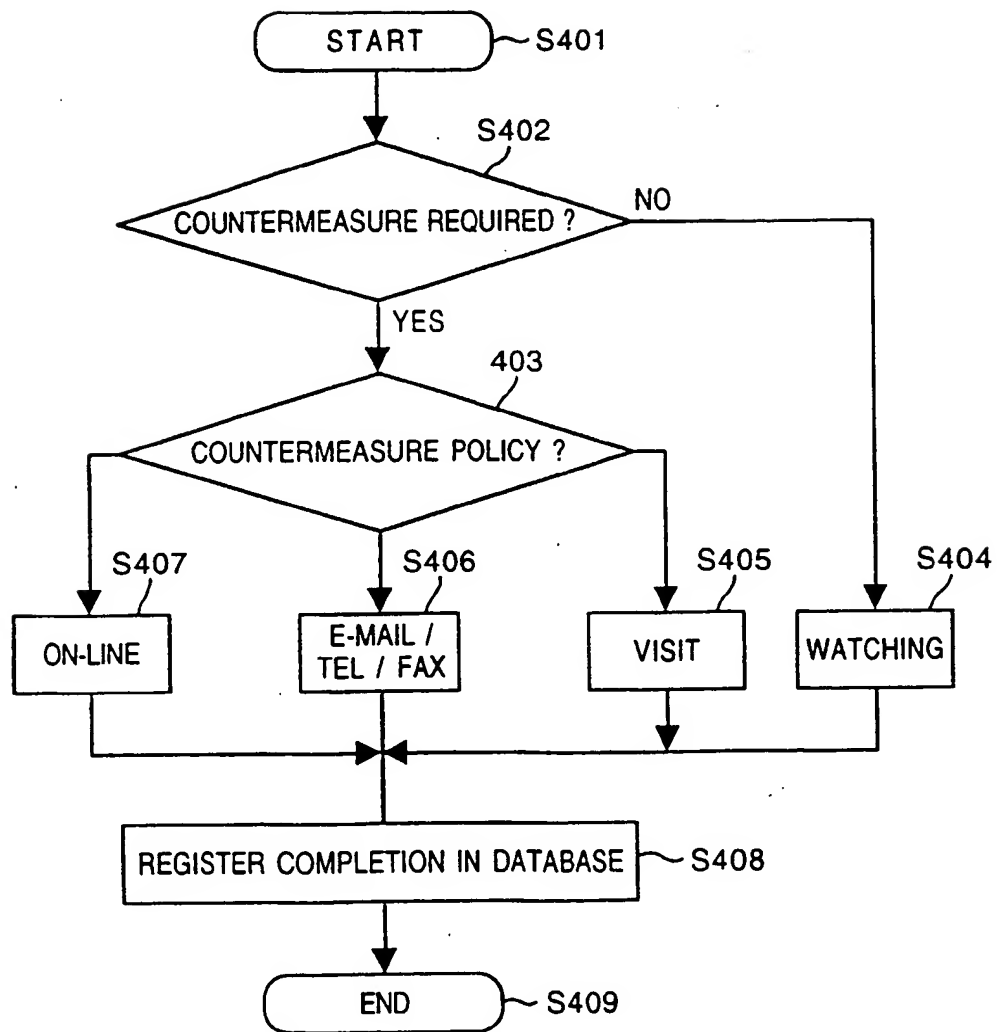 START
S401
S402
COUNTERMEASURE REQUIRED ?
NO
YES
403
COUNTERMEASURE POLICY ?
S407
S406
S405
S404
ON-LINE
E-MAIL /
TEL / FAX
VISIT
WATCHING
REGISTER COMPLETION IN DATABASE
S408
END
S409